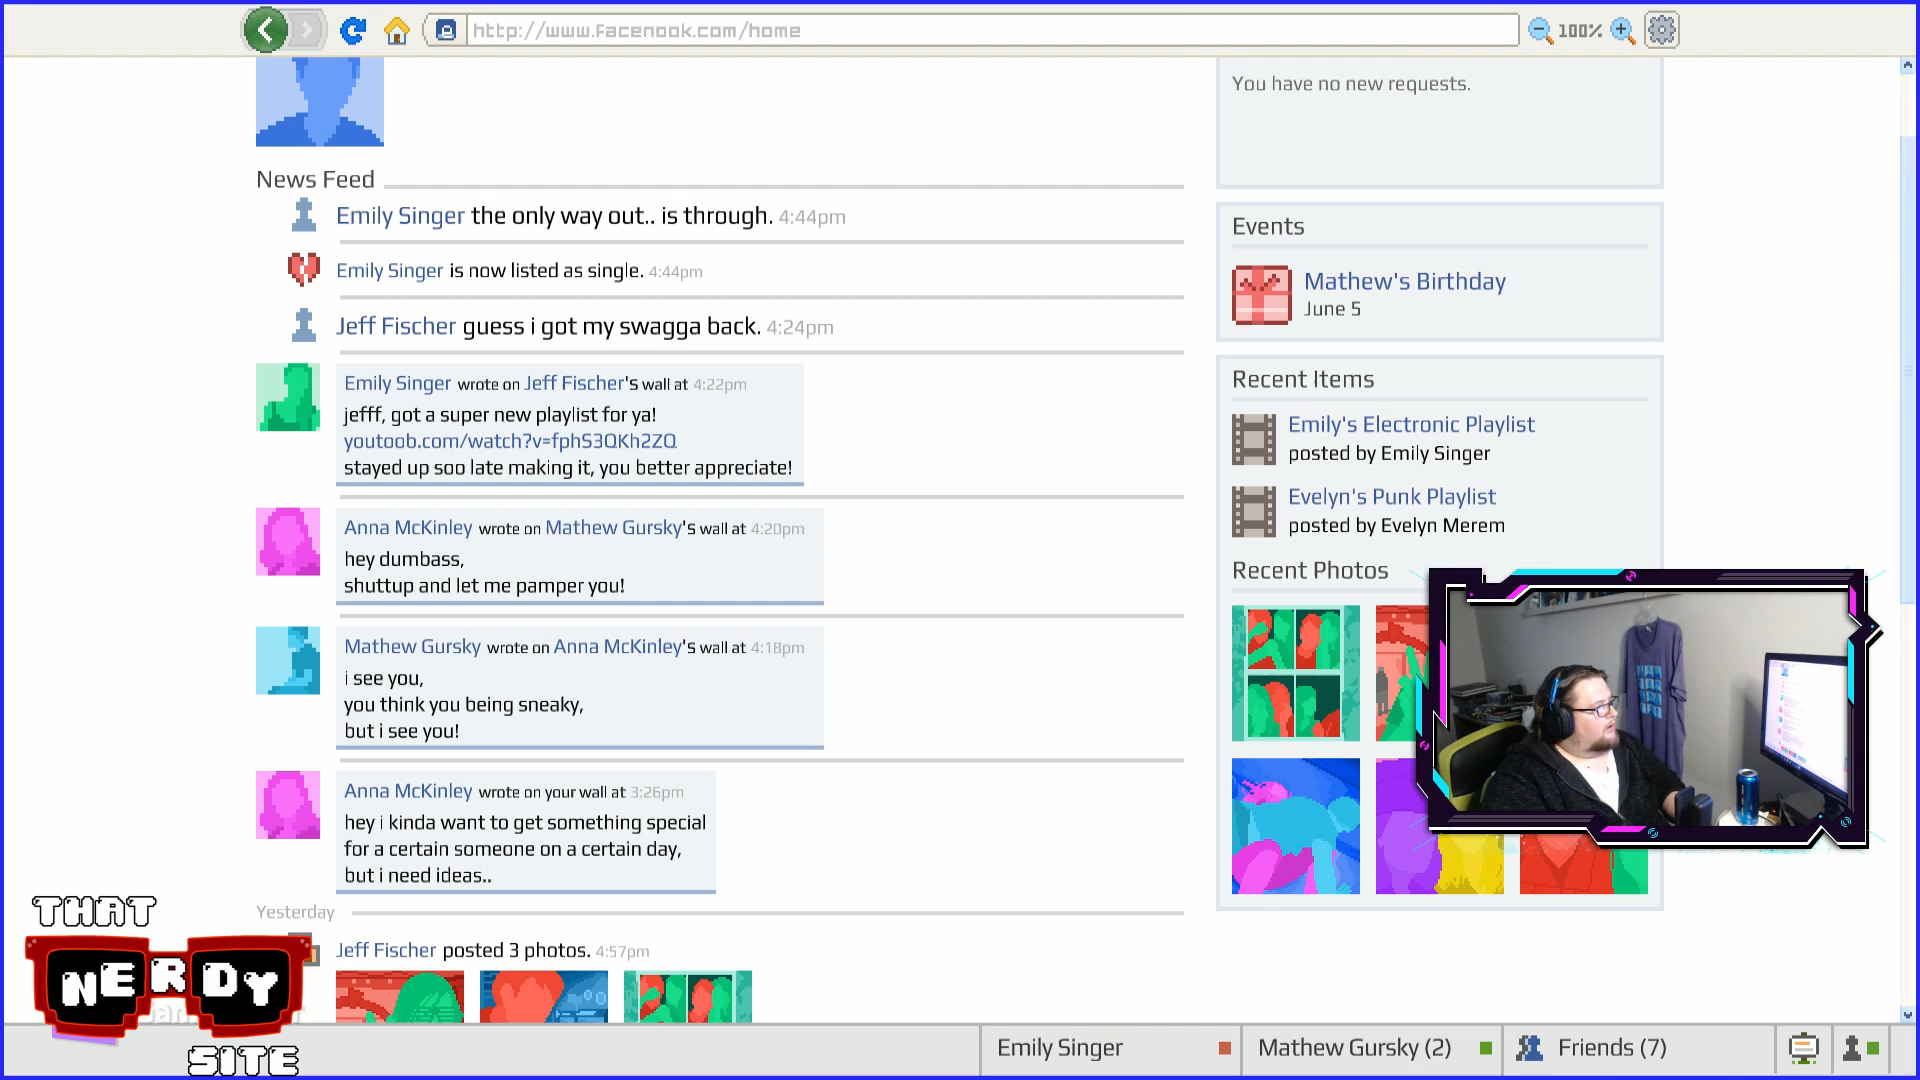 http://www.facenook.com/home
100%
You have no new requests.
News Feed
Emily Singer the only way out.. is through. 4:44pm
Emily Singer is now listed as single. 4:44pm
Jeff Fischer guess i got my swagga back. 4:24pm
Emily Singer wrote on Jeff Fischer's wall at 4:22pm
jefff, got a super new playlist for ya!
youtoob.com/watch?v=fphS3QKh2ZQ
stayed up soo late making it, you better appreciate!
Anna McKinley wrote on Mathew Gursky's wall at 4:20pm
hey dumbass,
shuttup and let me pamper you!
Mathew Gursky wrote on Anna McKinley's wall at 4:18pm
i see you,
you think you being sneaky,
but i see you!
Anna McKinley wrote on your wall at 3:26pm
hey i kinda want to get something special
for a certain someone on a certain day,
but i need ideas..
Yesterday
Jeff Fischer posted 3 photos. 4:57pm
Events
Mathew's Birthday
June 5
Recent Items
Emily's Electronic Playlist
posted by Emily Singer
Evelyn's Punk Playlist
posted by Evelyn Merem
Recent Photos
THAT
NERDY
SITE
Emily Singer
Mathew Gursky (2)
Friends (7)